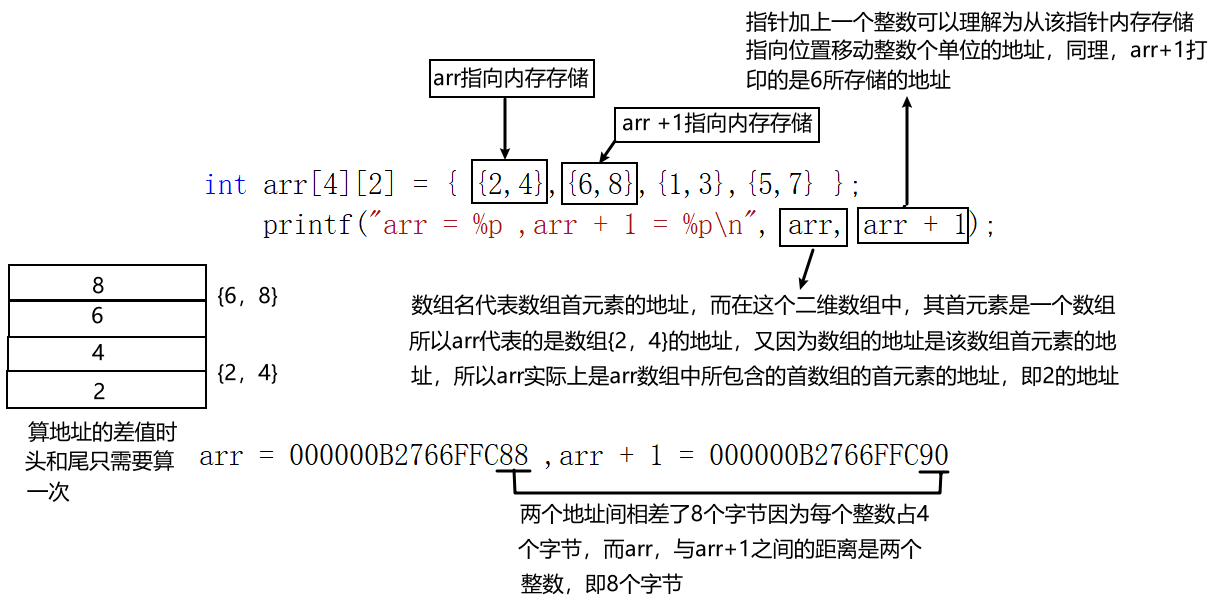 指针加上一个整数可以理解为从该指针内存存储
指向位置移动整数个单位的地址，同理，arr+1打
印的是6所存储的地址
arr指向内存存储
arr +1指向内存存储
int arr[4][2] = { {2,4},{6,8},{1,3},{5,7} };
printf("arr = %p ,arr + 1 = %p\n", arr, arr + 1);
8
6
{6，8}
4
2
{2，4}
数组名代表数组首元素的地址，而在这个二维数组中，其首元素是一个数组
所以arr代表的是数组{2，4}的地址，又因为数组的地址是该数组首元素的地
址，所以arr实际上是arr数组中所包含的首数组的首元素的地址，即2的地址
算地址的差值时
头和尾只需要算
一次
arr = 000000B2766FFC88 ,arr + 1 = 000000B2766FFC90
两个地址间相差了8个字节因为每个整数占4
个字节，而arr，与arr+1之间的距离是两个
整数，即8个字节